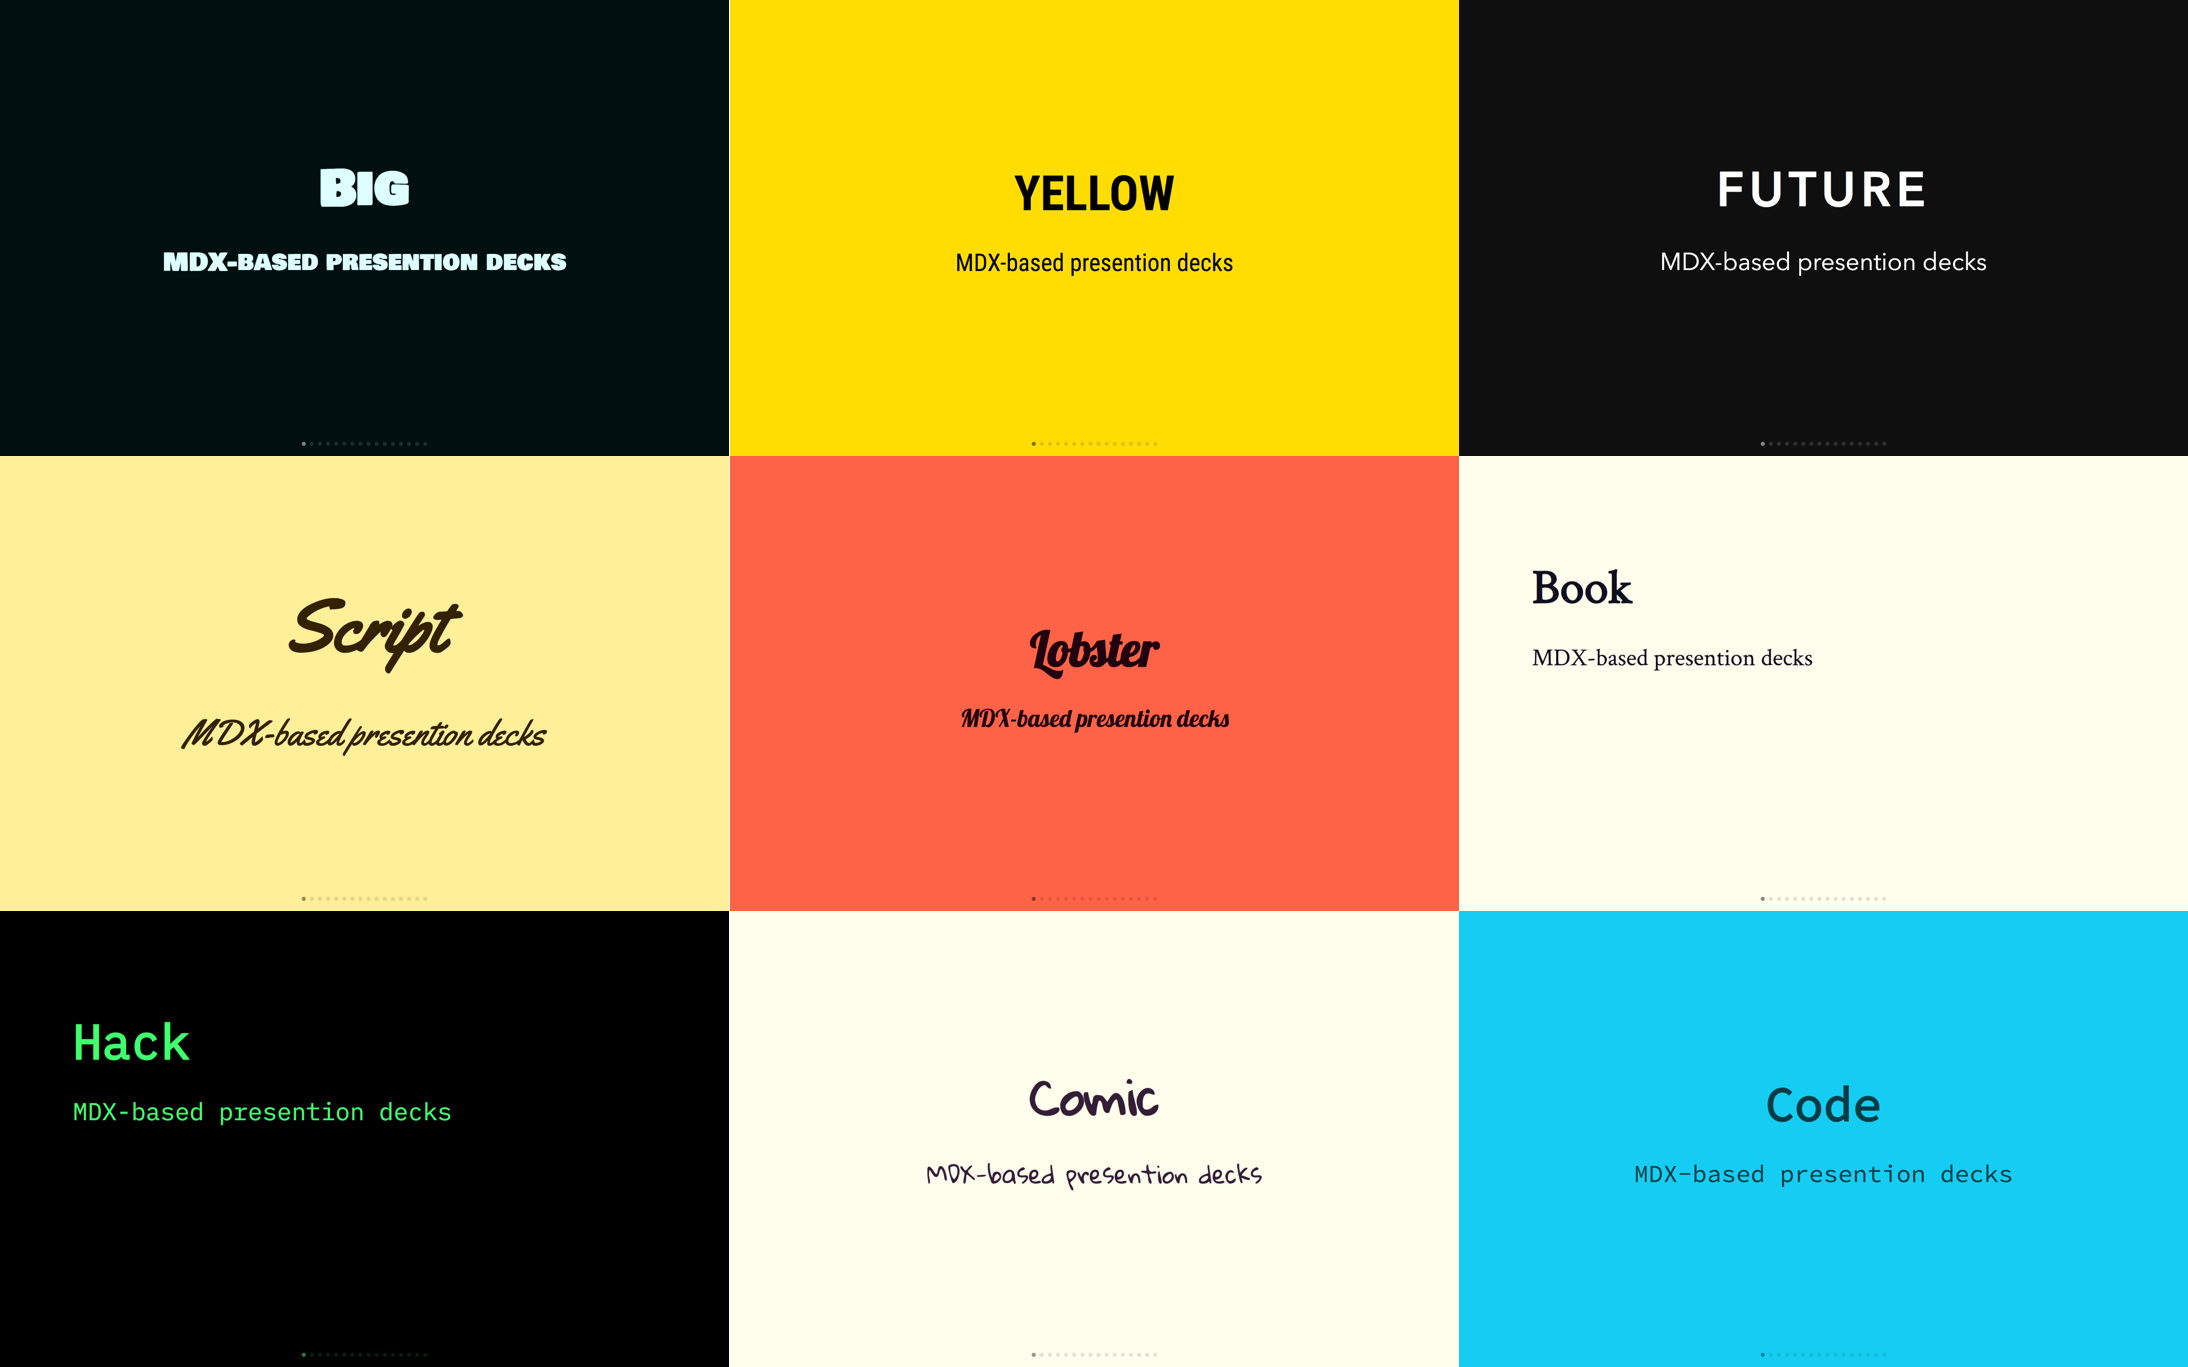 BIG
MDX-BASED PRESENTION DECKS
YELLOW
MDX-based presention decks
FUTURE
MDX-based presention decks
Script
MDX-based presention decks
Lobster
MDX-based presention decks
Book
MDX-based presention decks
Hack
MDX-based presention decks
Comic
MDX-based presention decks
Code
MDX-based presention decks